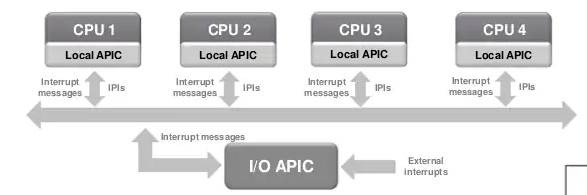 CPU 1
CPU 2
CPU 3
CPU 4
Local APIC
Local APIC
Local APIC
Local APIC
Interrupt
messages
IPIs
Interrupt
messages
IPIs
Interrupt
messages
IPIs
Interrupt
messages
IPIs
Interrupt messages
I/O APIC
External
interrupts